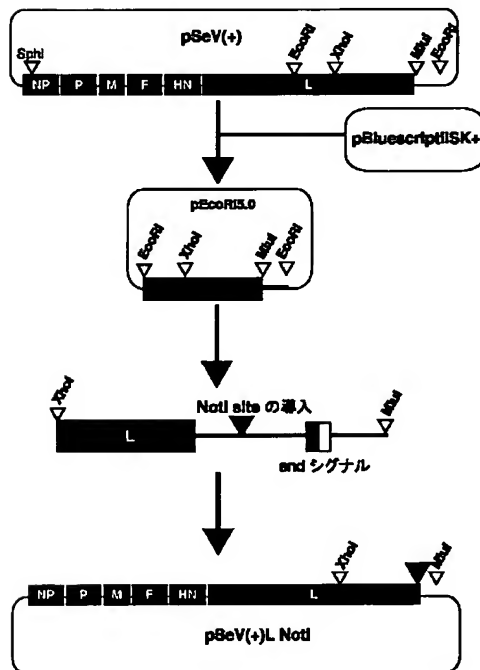 pSeV(+)
SphI
EcoRI
XhoI
MluI
EcoRI
NP P M F HN L
pBluescriptIISK+
pEcoRI5.0
EcoRI
XhoI
MluI
EcoRI
XhoI
NotI site の導入
MluI
L
end シグナル
XhoI
MluI
NP P M F HN L
pSeV(+)L NotI